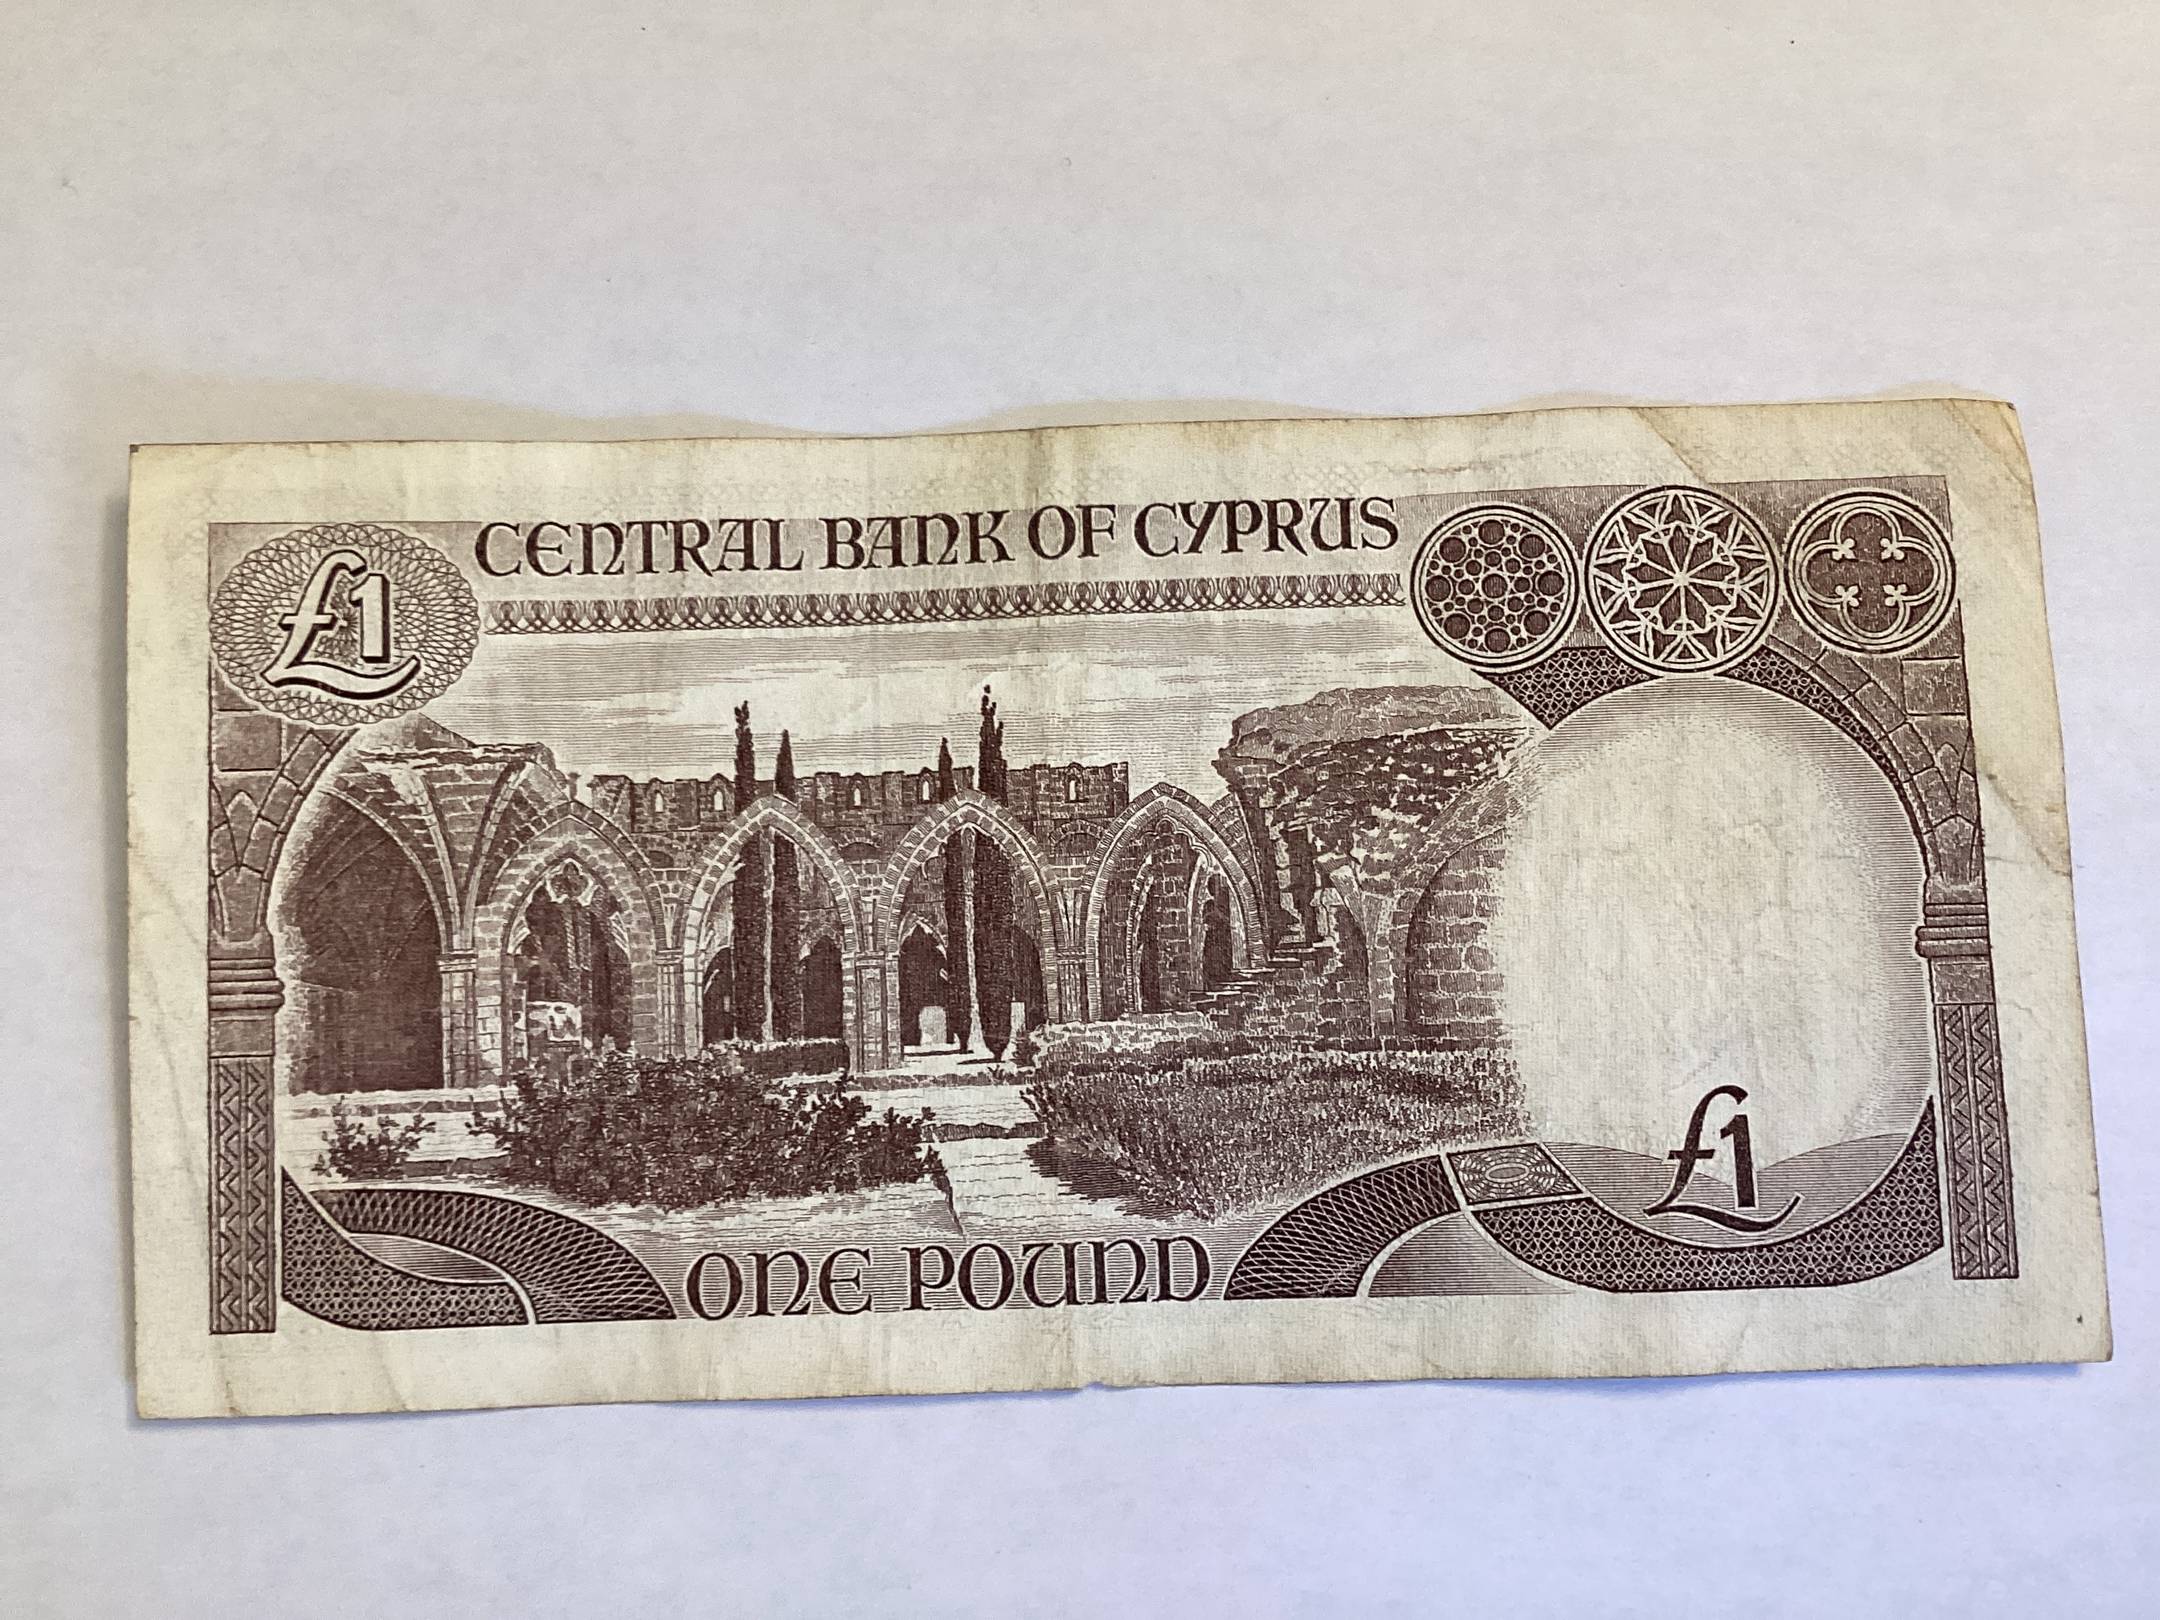 £1
CENTRAL BANK OF CYPRUS
£1
ONE POUND